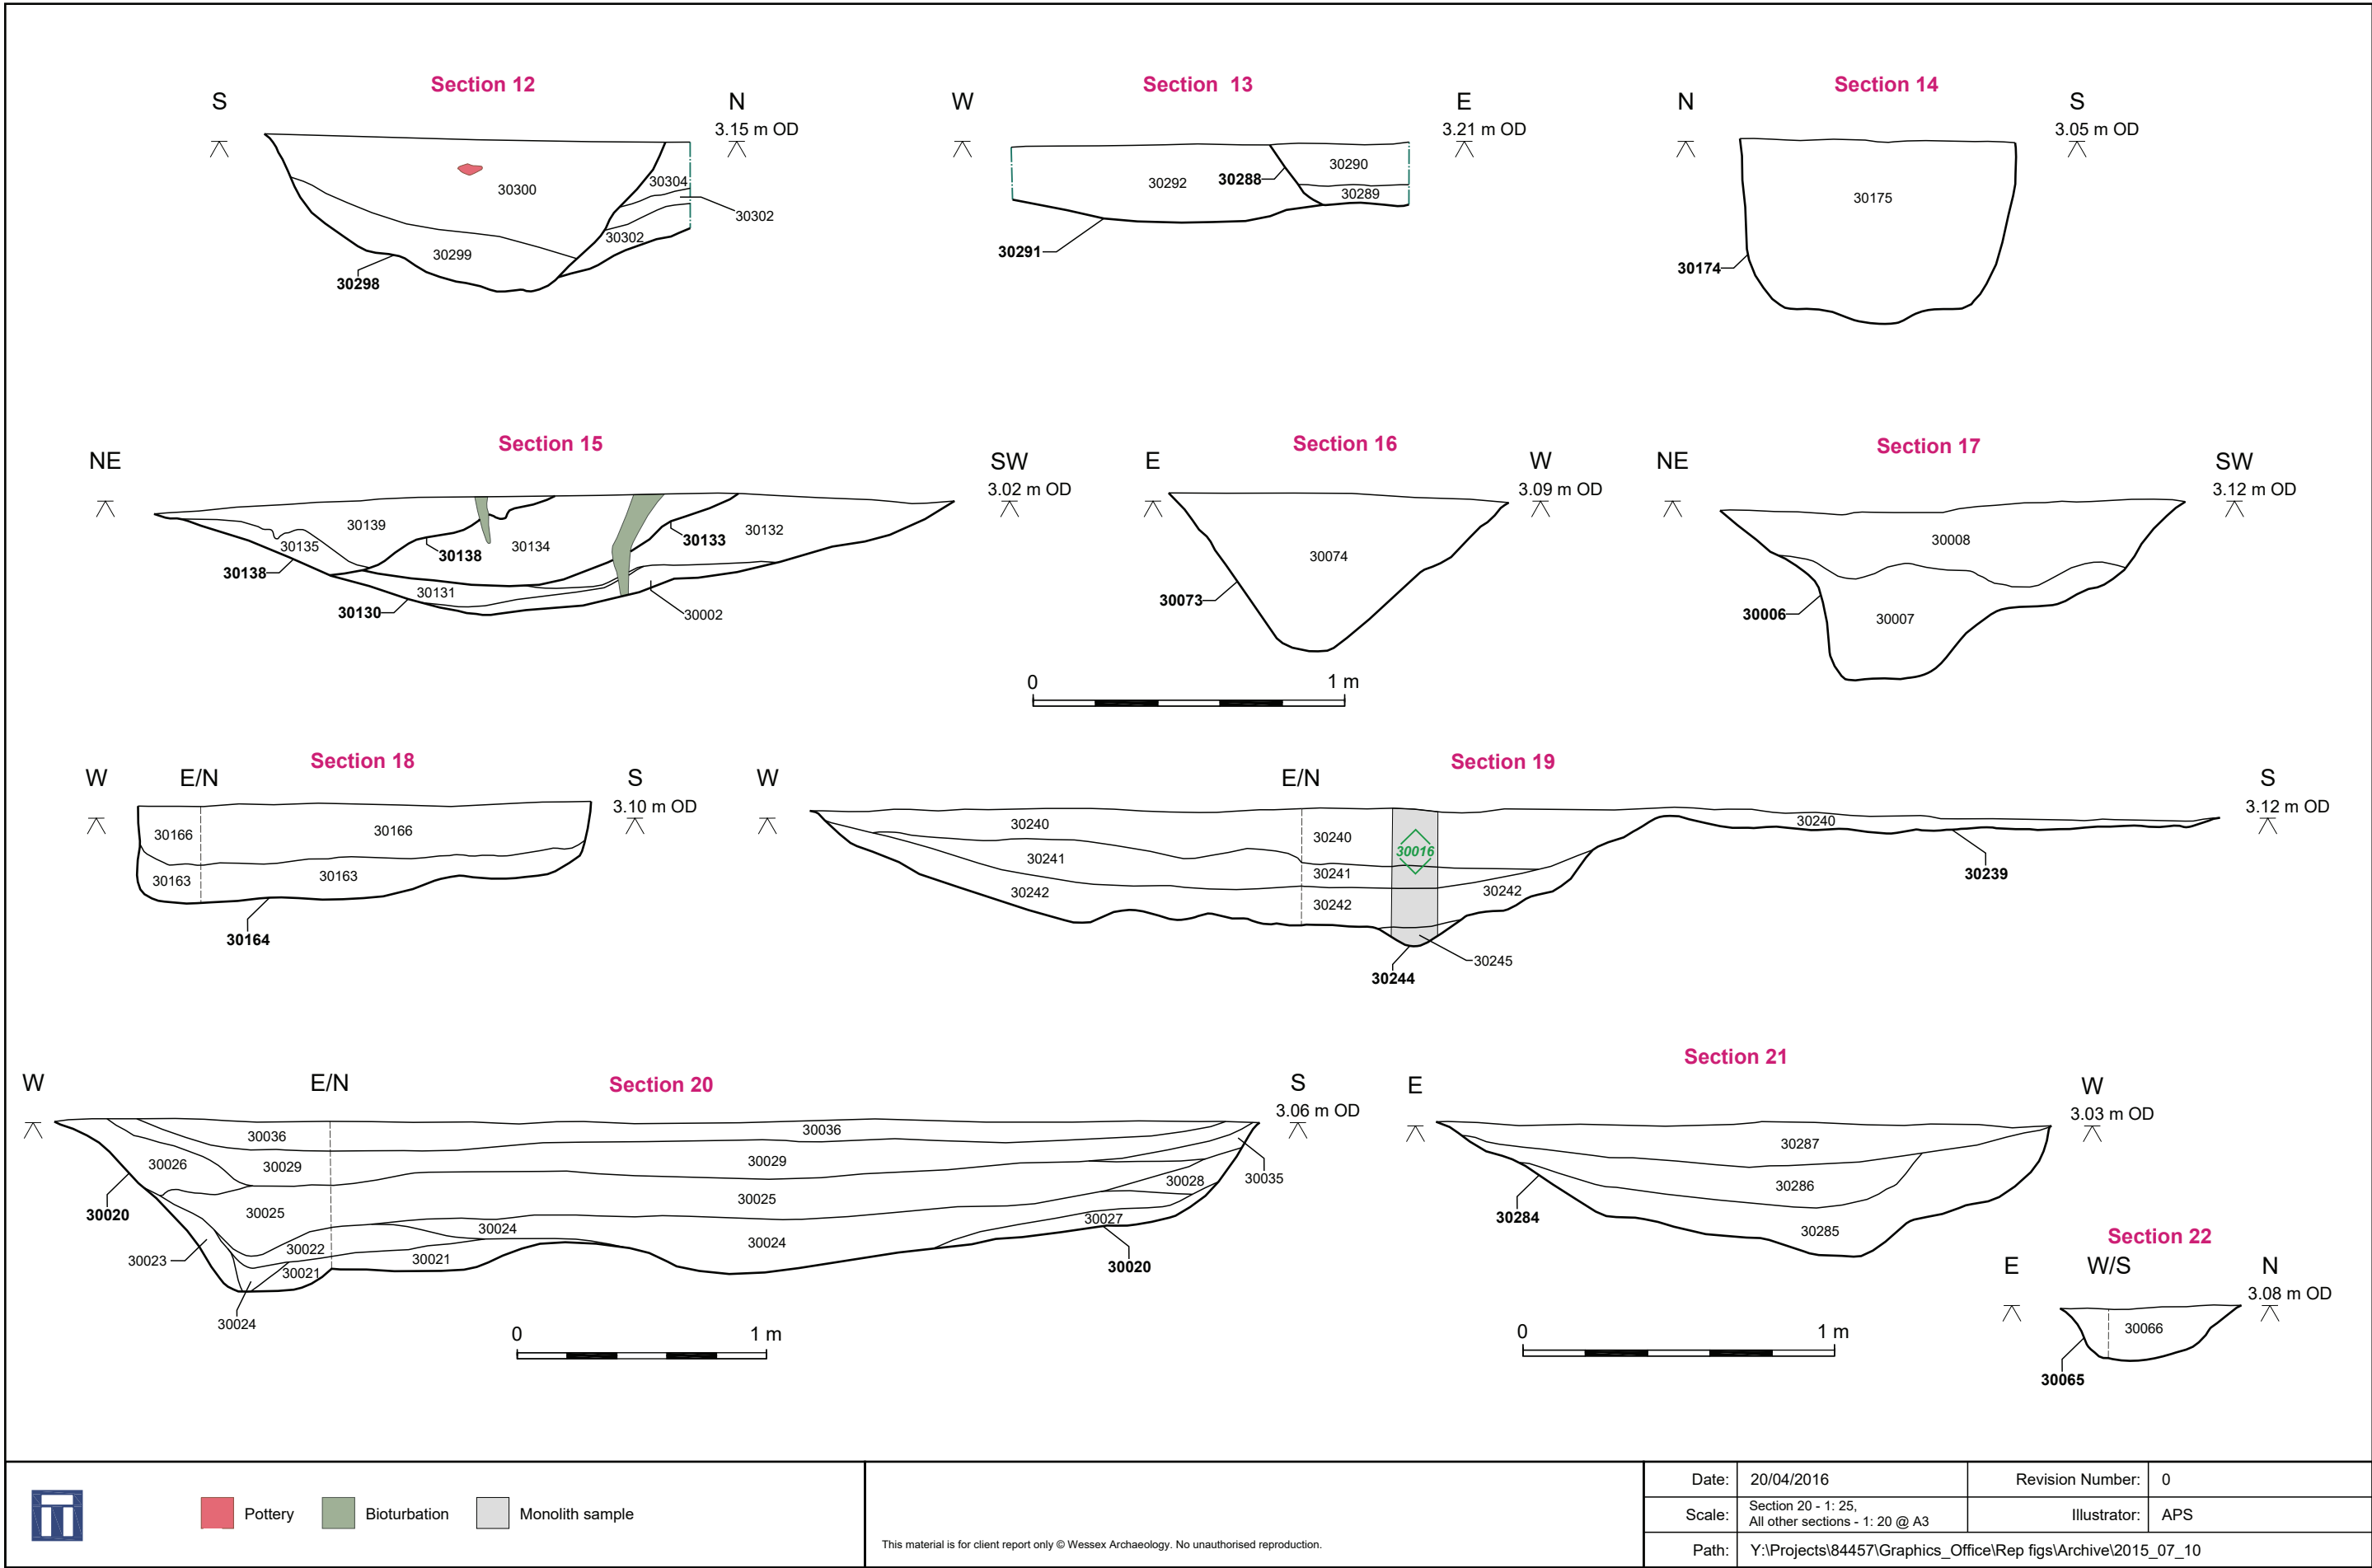 Section 12
S
N
3.15 m OD
30300
30304
30302
30302
30299
30298
Section 13
W
E
3.21 m OD
30292
30288
30290
30289
30291
Section 14
N
S
3.05 m OD
30175
30174
Section 15
NE
SW
3.02 m OD
30139
30135
30138
30134
30133
30132
30138
30131
30130
30002
Section 16
E
W
3.09 m OD
30074
30073
Section 17
NE
SW
3.12 m OD
30008
30006
30007
0 1 m
Section 18
W
E/N
S
3.10 m OD
30166
30166
30163
30163
30164
Section 19
W
E/N
S
3.12 m OD
30240
30240
30016
30240
30241
30241
30242
30242
30242
30239
30245
30244
Section 20
W
E/N
S
3.06 m OD
30036
30036
30026
30029
30029
30035
30028
30020
30025
30025
30027
30024
30022
30024
30023
30021
30021
30020
30024
0 1 m
Section 21
E
W
3.03 m OD
30287
30286
30284
30285
0 1 m
Section 22
E
W/S
N
3.08 m OD
30066
30065
Pottery
Bioturbation
Monolith sample
This material is for client report only © Wessex Archaeology. No unauthorised reproduction.
Date: 20/04/2016 Revision Number: 0
Scale: Section 20 - 1: 25,
All other sections - 1: 20 @ A3
Illustrator: APS
Path: Y:\Projects\84457\Graphics_Office\Rep figs\Archive\2015_07_10